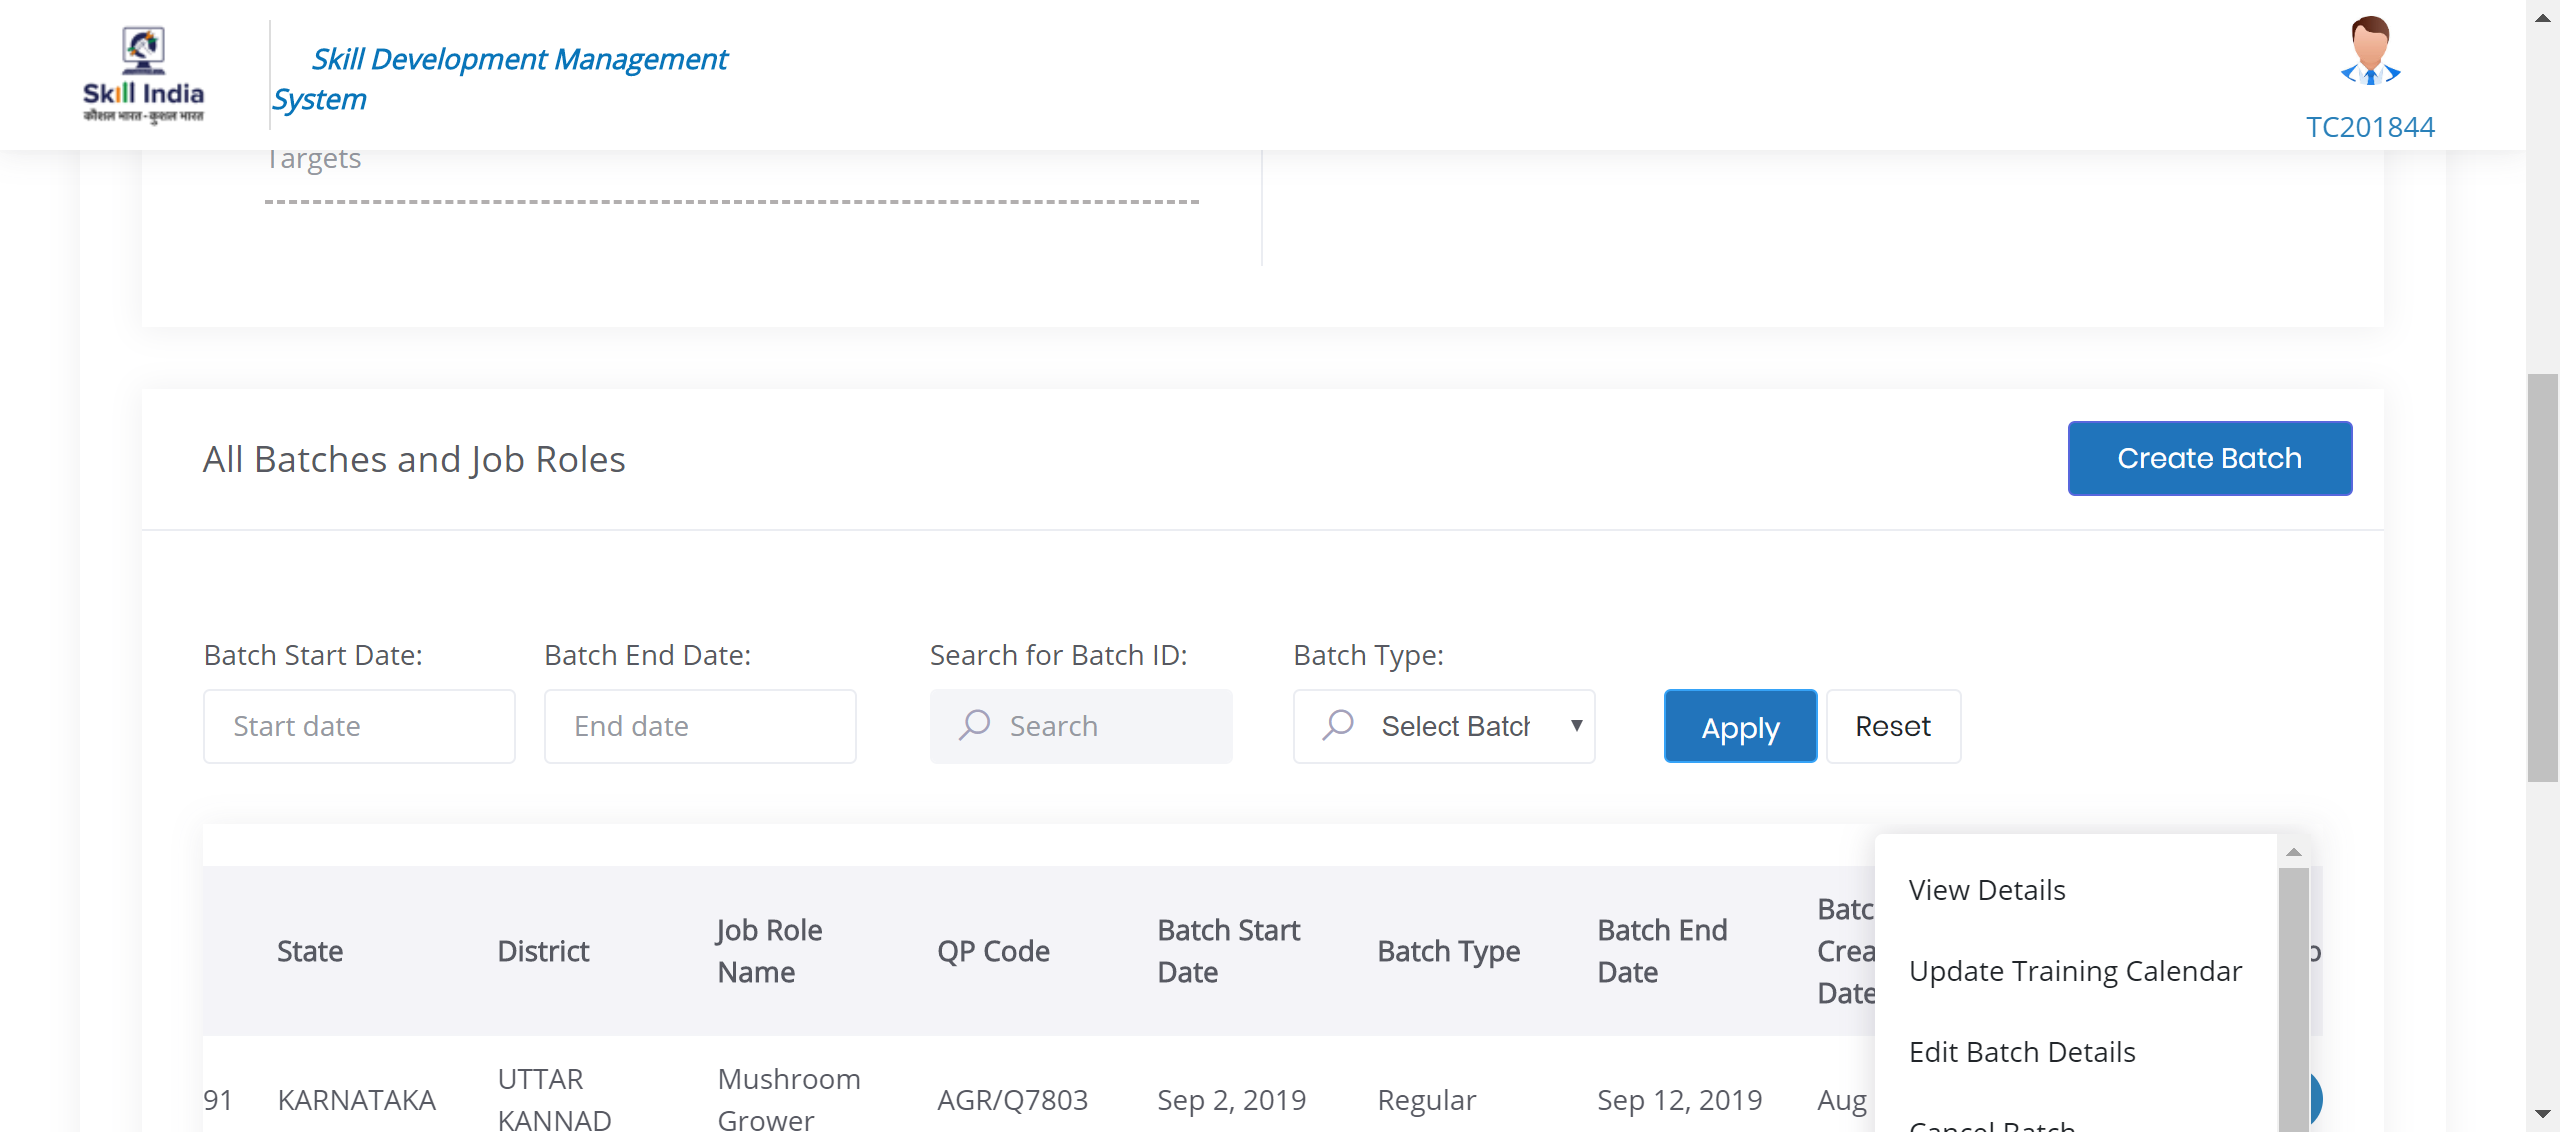 Skill India
कौशल भारत-कुशल भारत
Skill Development Management
System
TC201844
Targets
All Batches and Job Roles
Create Batch
Batch Start Date:
Batch End Date:
Search for Batch ID:
Batch Type:
Start date
End date
Search
Select Batch
Apply
Reset
State
District
Job Role
Name
QP Code
Batch Start
Date
Batch Type
Batch End
Date
Batc
Crea
Date
91
KARNATAKA
UTTAR
KANNAD
Mushroom
Grower
AGR/Q7803
Sep 2, 2019
Regular
Sep 12, 2019
Aug
View Details
Update Training Calendar
Edit Batch Details
Cancel Batch